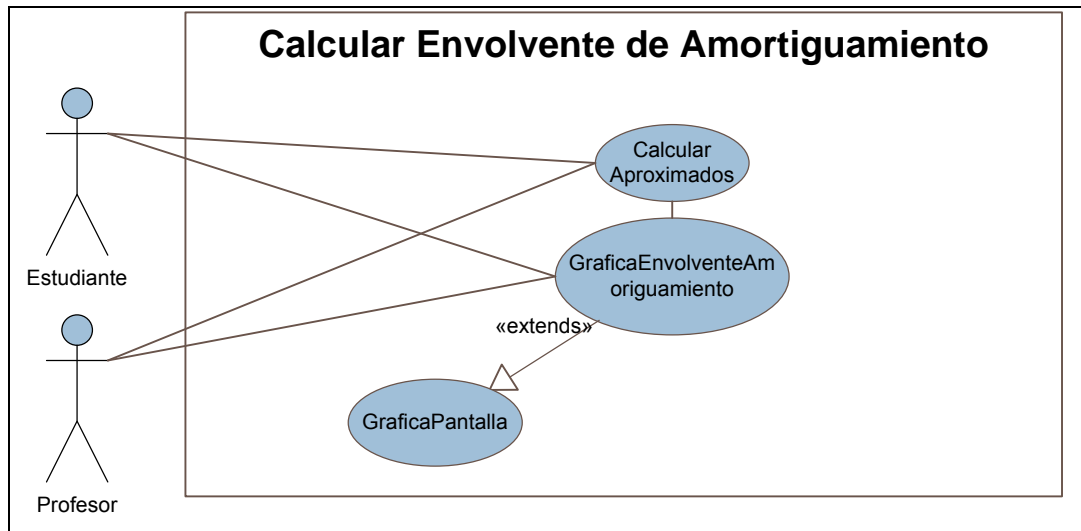 Calcular Envolvente de Amortiguamiento
Calcular
Aproximados
Estudiante
GraficaEnvolventeAm
origuamiento
«extends»
GraficaPantalla
Profesor